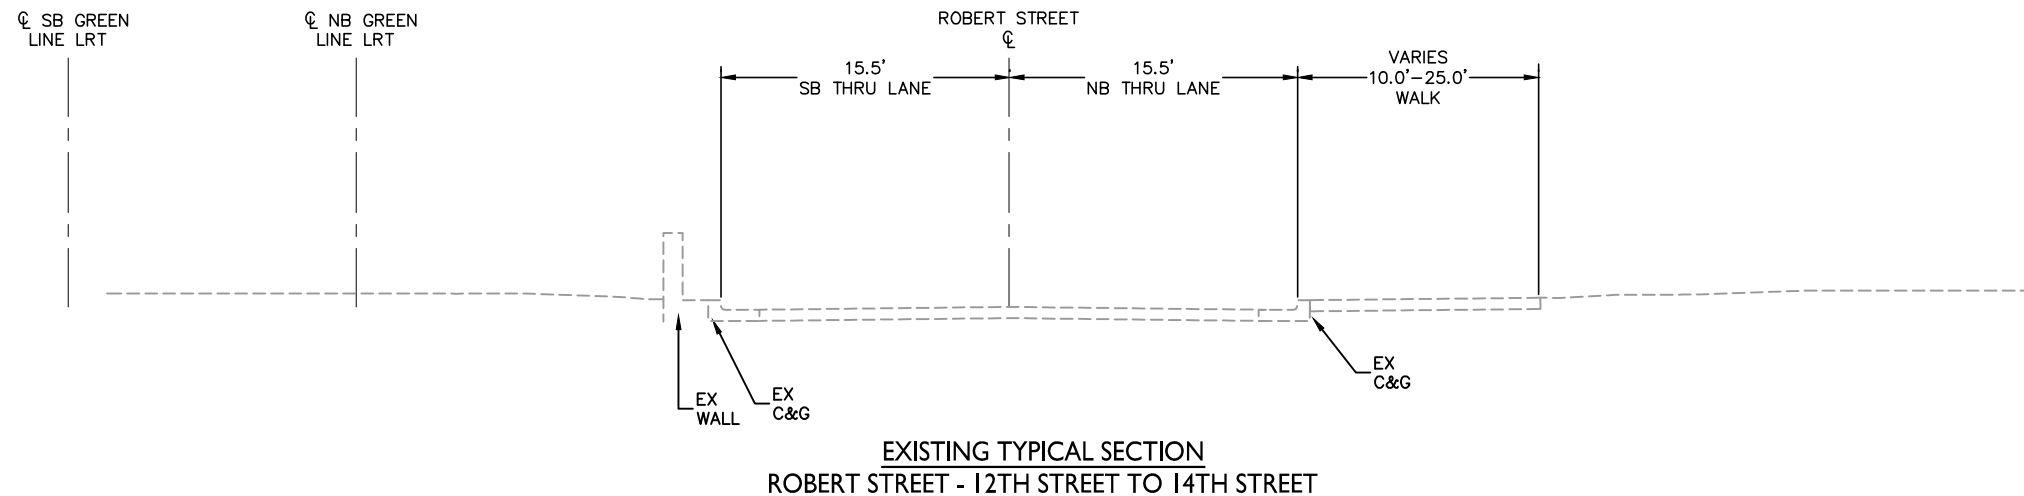 ℄ SB GREEN
LINE LRT
℄ NB GREEN
LINE LRT
ROBERT STREET
℄
15.5'
SB THRU LANE
15.5'
NB THRU LANE
VARIES
10.0'-25.0'
WALK
EX
WALL
EX
C&G
EX
C&G
EXISTING TYPICAL SECTION
ROBERT STREET - 12TH STREET TO 14TH STREET